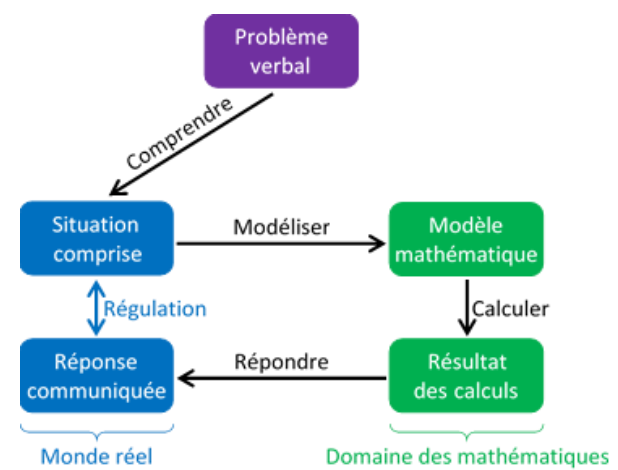 Problème
verbal
Comprendre
Situation
comprise
Modéliser
Modèle
mathématique
Régulation
Calculer
Réponse
communiquée
Répondre
Résultat
des calculs
Monde réel
Domaine des mathématiques